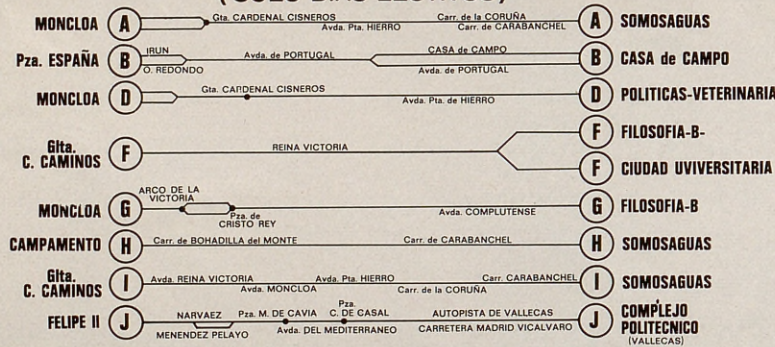 (SOLO DIAS LECTIVOS)
MONCLOA A Gta. CARDENAL CISNEROS Avda. Pta. HIERRO Carr. de la CORUÑA Carr. de CARABANCHEL A SOMOSAGUAS
Pza. ESPAÑA B IRUN O. REDONDO Avda. de PORTUGAL CASA de CAMPO Avda. de PORTUGAL B CASA de CAMPO
MONCLOA D Gta. CARDENAL CISNEROS Avda. Pta. de HIERRO D POLITICAS-VETERINARIA
Glta. C. CAMINOS F REINA VICTORIA F FILOSOFIA-B-
F CIUDAD UVIVERSITARIA
MONCLOA G ARCO DE LA VICTORIA Pza. de CRISTO REY Avda. COMPLUTENSE G FILOSOFIA-B
CAMPAMENTO H Carr. de BOHADILLA del MONTE Carr. de CARABANCHEL H SOMOSAGUAS
Glta. C. CAMINOS I Avda. REINA VICTORIA Avda. MONCLOA Avda. Pta. HIERRO Carr. de la CORUÑA Carr. CARABANCHEL I SOMOSAGUAS
FELIPE II J NARVAEZ MENENDEZ PELAYO Pza. M. DE CAVIA Avda. DEL MEDITERRANEO Pza. C. DE CASAL AUTOPISTA DE VALLECAS CARRETERA MADRID VICALVARO J COMPLEJO POLITECNICO (VALLECAS)